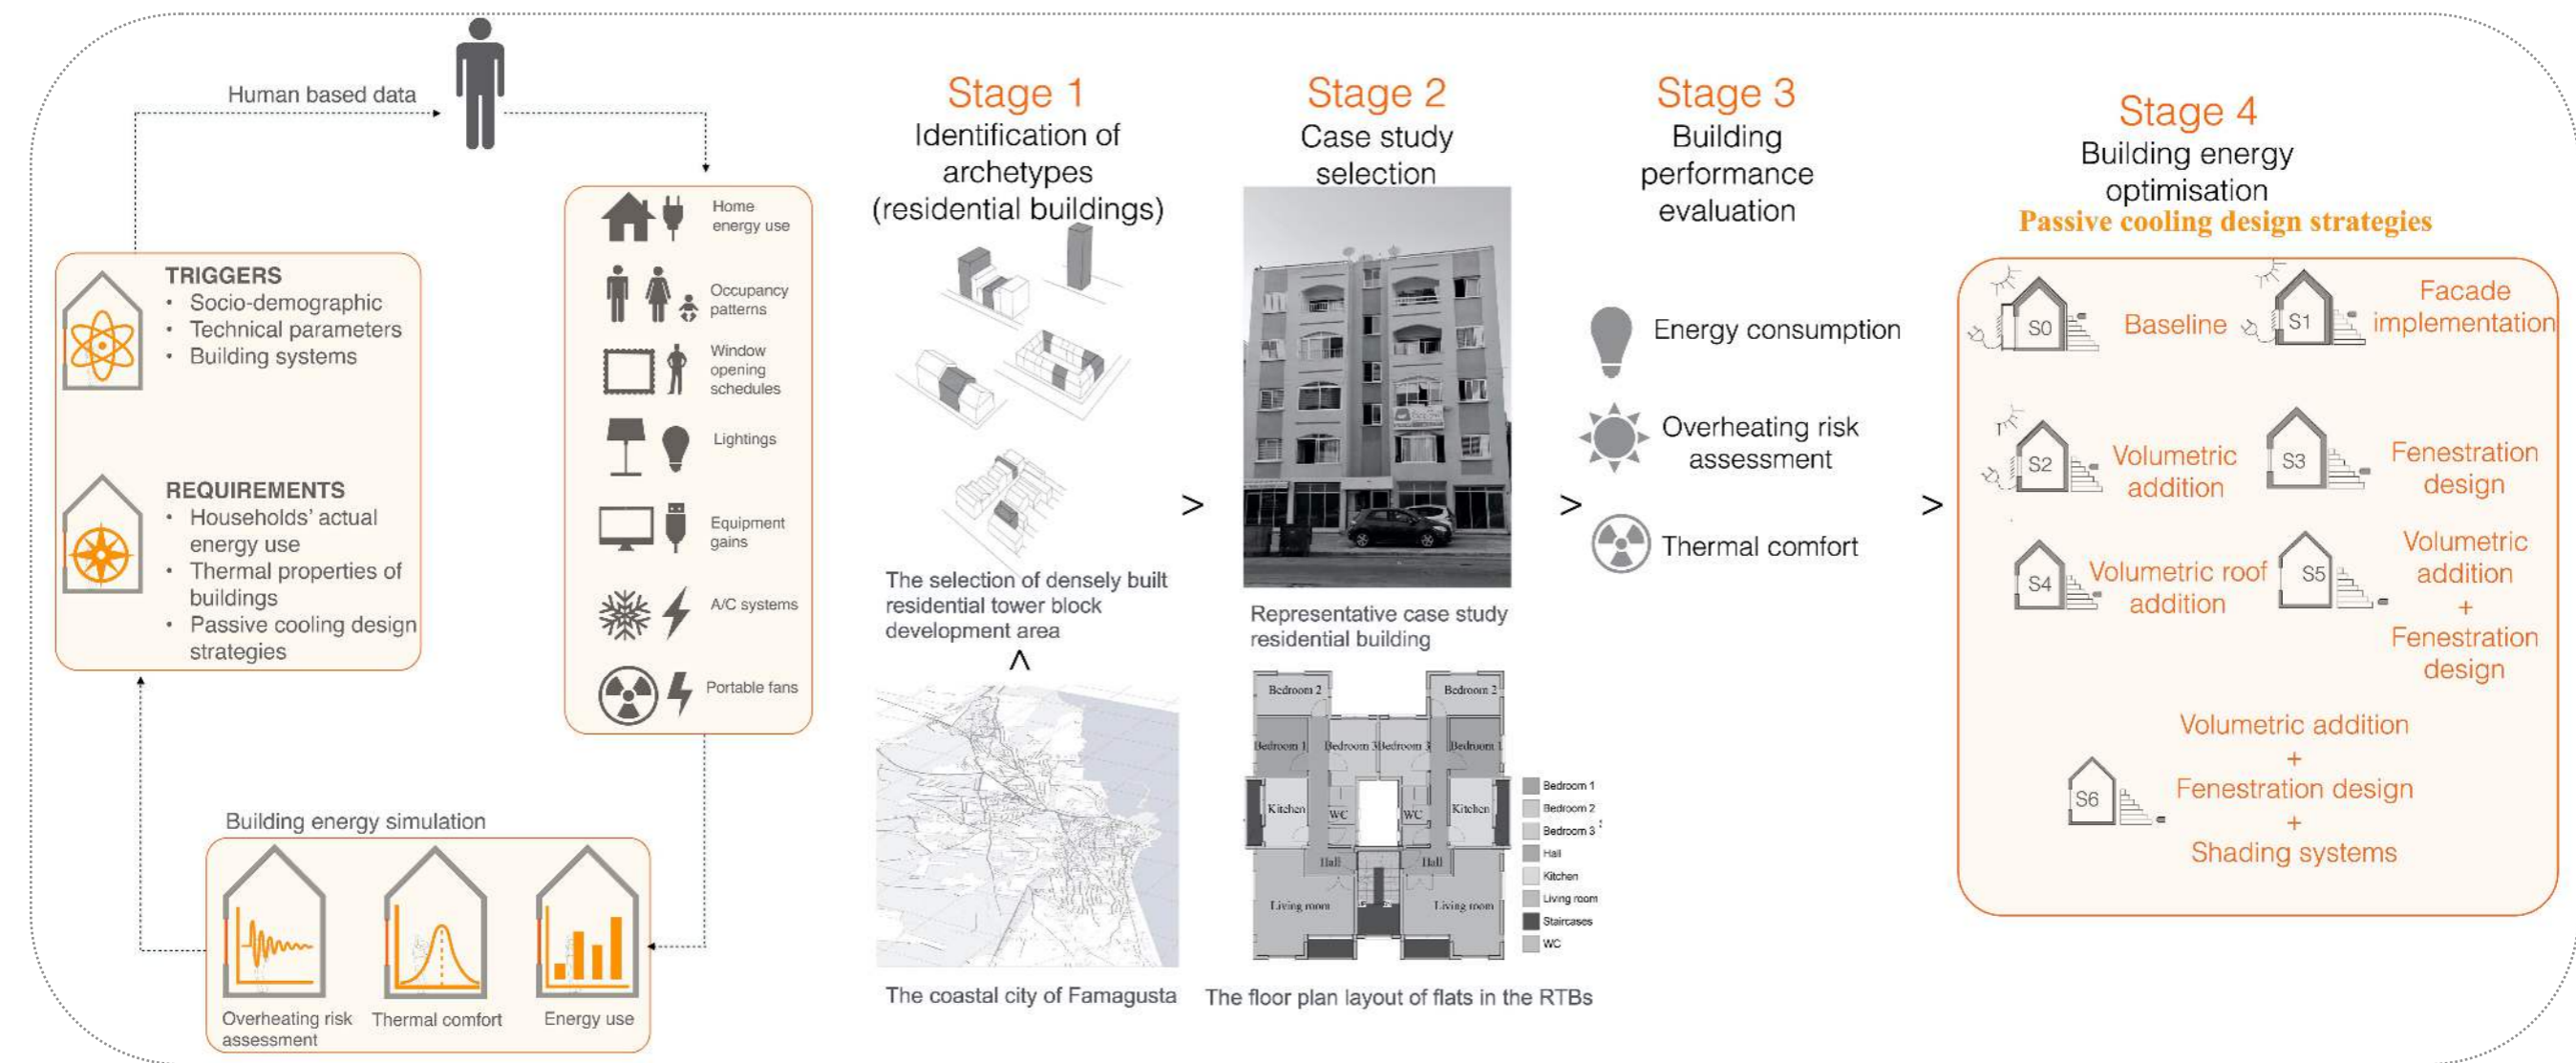 Human based data
TRIGGERS
• Socio-demographic
• Technical parameters
• Building systems
REQUIREMENTS
• Households' actual
energy use
• Thermal properties of
buildings
• Passive cooling design
strategies
Home
energy use
Occupancy
patterns
Window
opening
schedules
Lightings
Equipment
gains
A/C systems
Portable fans
Building energy simulation
Overheating risk
assessment
Thermal comfort
Energy use
Stage 1
Identification of
archetypes
(residential buildings)
The selection of densely built
residential tower block
development area
>
The coastal city of Famagusta
>
Stage 2
Case study
selection
Representative case study
residential building
Bedroom 2
Bedroom 2
Bedroom 1
Bedroom 3
Bedroom 3
Bedroom 1
Kitchen
WC
WC
Kitchen
Hall
Hall
Living room
Living room
Bedroom 1
Bedroom 2
Bedroom 3
Hall
Kitchen
Living room
Staircases
WC
The floor plan layout of flats in the RTBs
>
Stage 3
Building
performance
evaluation
Energy consumption
Overheating risk
assessment
Thermal comfort
>
Stage 4
Building energy
optimisation
Passive cooling design strategies
S0
Baseline
S1
Facade
implementation
S2
Volumetric
addition
S3
Fenestration
design
S4
Volumetric roof
addition
S5
Volumetric
addition
+
Fenestration
design
S6
Volumetric addition
+
Fenestration design
+
Shading systems